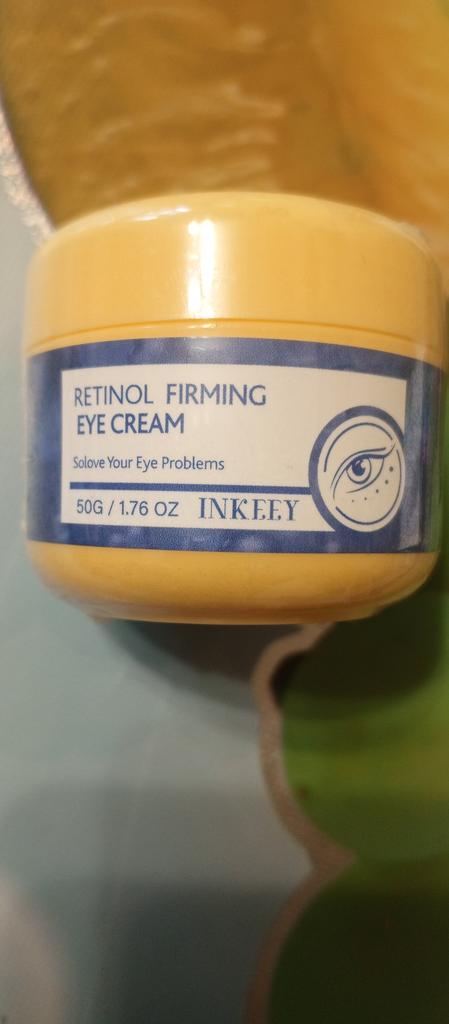 RETINOL FIRMING
EYE CREAM
Solove Your Eye Problems
50G / 1.76 OZ INKEEY